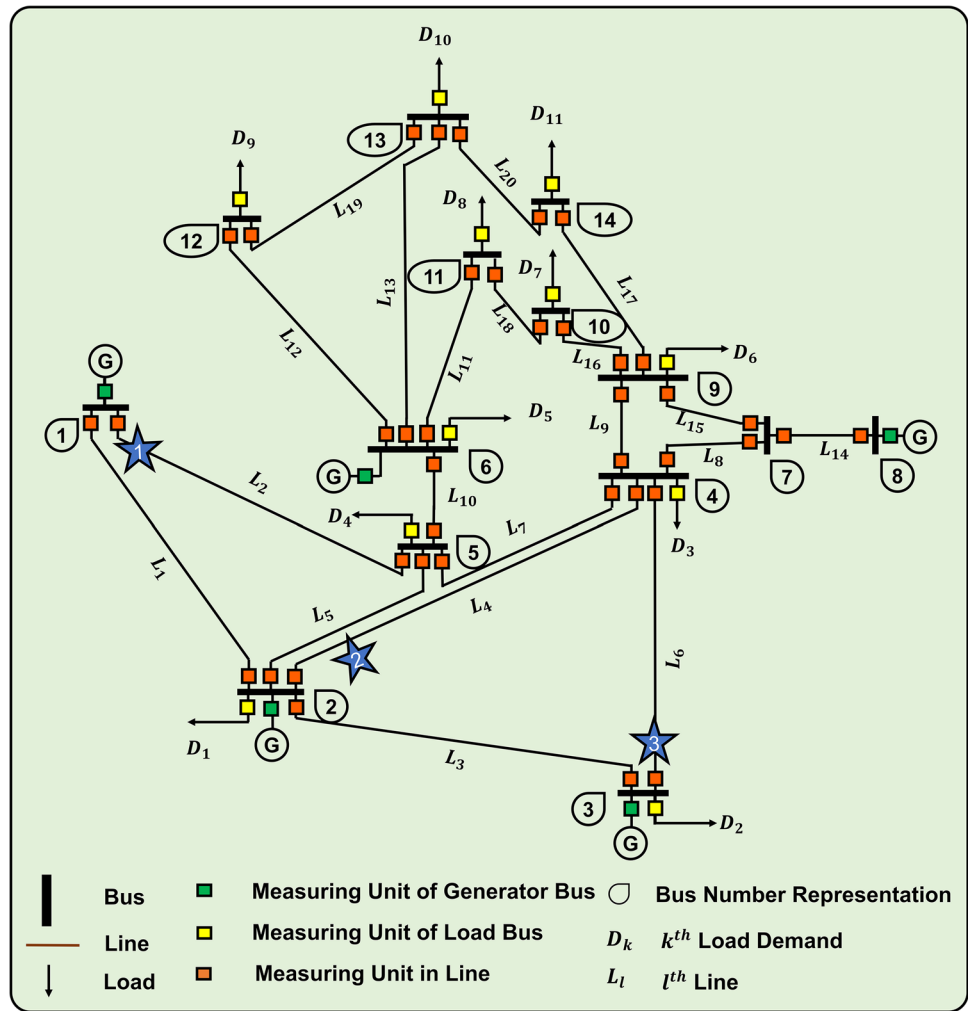 D₁₀
13
D₁₁
D₉
L₂₀
L₁₉
D₈
14
12
11
D₇
L₁₃
L₁₇
L₁₈
10
L₁₂
L₁₆
D₆
G
L₁₁
9
1
1
D₅
L₁₅
L₉
G
6
L₈
L₁₄
G
7
8
L₂
L₁₀
4
D₄
L₇
D₃
5
L₁
L₅
L₄
2
L₆
2
D₁
G
3
L₃
3
D₂
G
Bus
Measuring Unit of Generator Bus
Bus Number Representation
Line
Measuring Unit of Load Bus
Dₖ kᵗʰ Load Demand
Load
Measuring Unit in Line
Lₗ lᵗʰ Line